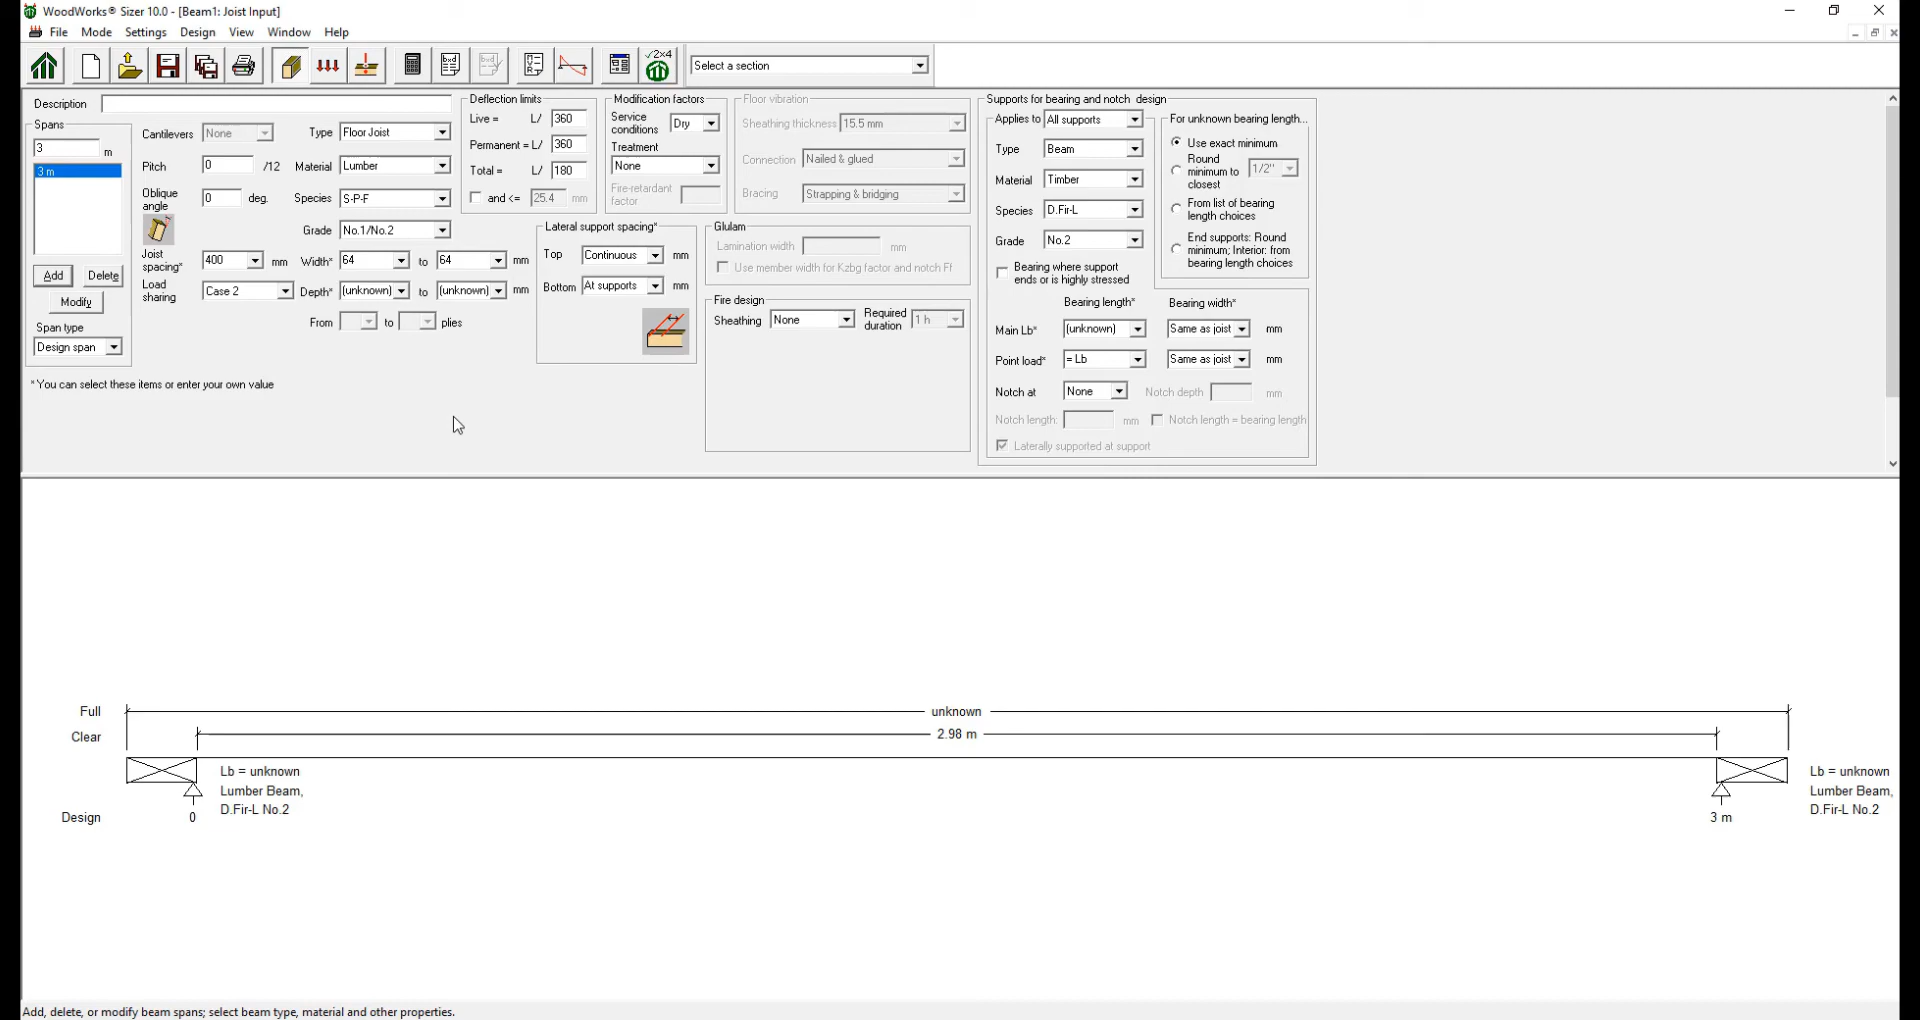 WoodWorks® Sizer 10.0 - [Beam1: Joist Input]
File Mode Settings Design View Window Help
Select a section
Description
Spans
3 m
3 m
Add Delete
Modify
Span type
Design span
Cantilevers None
Pitch 0 /12
Oblique angle 0 deg.
Joist spacing* 400 mm
Load sharing Case 2
Type Floor Joist
Material Lumber
Species S-P-F
Grade No.1/No.2
Width* 64 to 64 mm
Depth* (unknown) to (unknown) mm
From to plies
* You can select these items or enter your own value
Deflection limits
Live = L/ 360
Permanent = L/ 360
Total = L/ 180
and <= 25.4 mm
Modification factors
Service conditions Dry
Treatment
None
Fire-retardant factor
Lateral support spacing*
Top Continuous mm
Bottom At supports mm
Floor vibration
Sheathing thickness 15.5 mm
Connection Nailed & glued
Bracing Strapping & bridging
Glulam
Lamination width mm
Use member width for Kzbg factor and notch Ff
Fire design
Sheathing None Required duration 1 h
Supports for bearing and notch design
Applies to All supports
Type Beam
Material Timber
Species D.Fir-L
Grade No.2
Bearing where support ends or is highly stressed
For unknown bearing length...
Use exact minimum
Round minimum to closest 1/2"
From list of bearing length choices
End supports: Round minimum; Interior: from bearing length choices
Bearing length* Bearing width*
Main Lb* (unknown) Same as joist mm
Point load* = Lb Same as joist mm
Notch at None Notch depth mm
Notch length: mm Notch length = bearing length
Laterally supported at support
Full unknown
Clear 2.98 m
Lb = unknown
Lumber Beam,
D.Fir-L No.2
Lb = unknown
Lumber Beam,
D.Fir-L No.2
Design 0 3 m
Add, delete, or modify beam spans; select beam type, material and other properties.